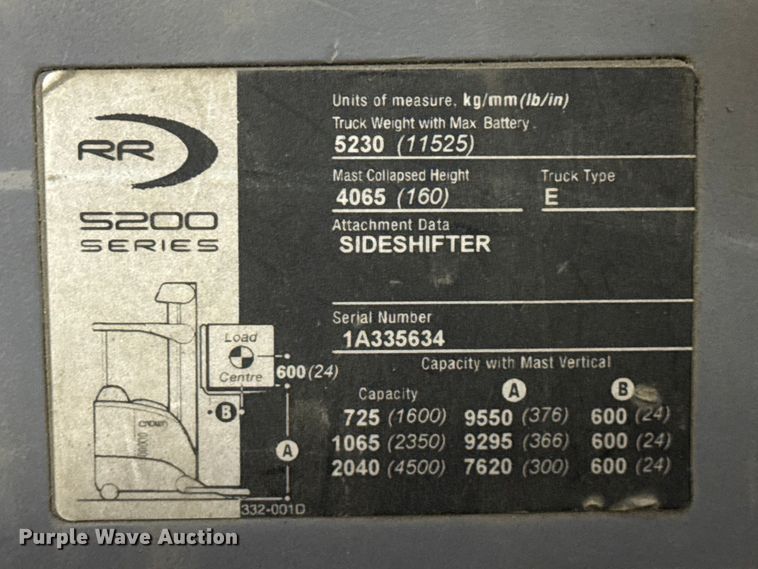 RR
5200
SERIES
Load
Centre
600 (24)
B
A
CROWN
332-001D
Units of measure, kg/mm (lb/in)
Truck Weight with Max Battery
5230 (11525)
Mast Collapsed Height Truck Type
4065 (160) E
Attachment Data
SIDESHIFTER
Serial Number
1A335634
Capacity with Mast Vertical
Capacity A B
725 (1600) 9550 (376) 600 (24)
1065 (2350) 9295 (366) 600 (24)
2040 (4500) 7620 (300) 600 (24)
Purple Wave Auction